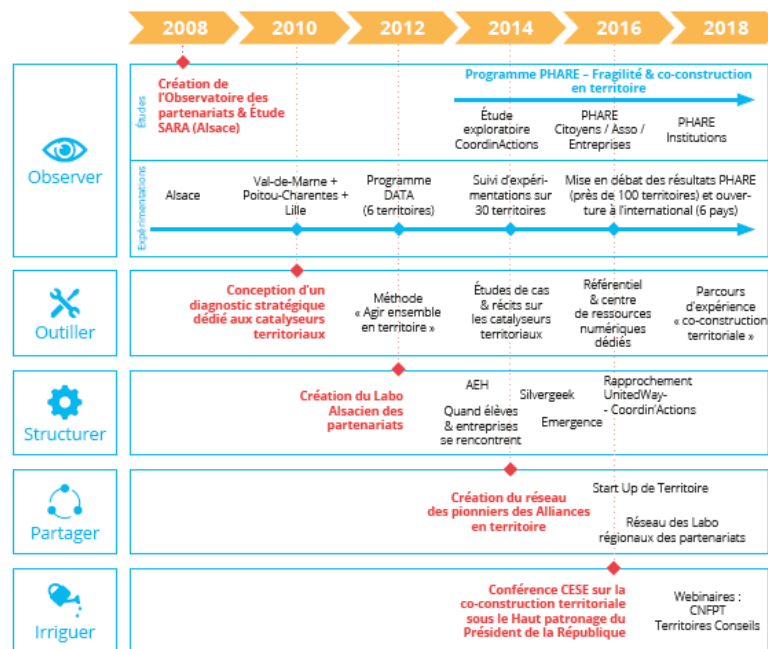 2008 2010 2012 2014 2016 2018
Observer
Études
Création de
l'Observatoire des
partenariats & Étude
SARA (Alsace)
Programme PHARE – Fragilité & co-construction
en territoire
Étude
exploratoire
CoordinActions
PHARE
Citoyens / Asso /
Entreprises
PHARE
Institutions
Expérimentations
Alsace
Val-de-Marne +
Poitou-Charentes +
Lille
Programme
DATA
(6 territoires)
Suivi d'expéri-
mentations sur
30 territoires
Mise en débat des résultats PHARE
(près de 100 territoires) et ouver-
ture à l'international (6 pays)
Outiller
Conception d'un
diagnostic stratégique
dédié aux catalyseurs
territoriaux
Méthode
« Agir ensemble
en territoire »
Études de cas
& récits sur
les catalyseurs
territoriaux
Référentiel
& centre
de ressources
numériques
dédiés
Parcours
d'expérience
« co-construction
territoriale »
Structurer
Création du Labo
Alsacien des
partenariats
AEH
Quand élèves
& entreprises
se rencontrent
Silvergeek
Emergence
Rapprochement
UnitedWay-
- Coordin'Actions
Partager
Création du réseau
des pionniers des Alliances
en territoire
Start Up de Territoire
Réseau des Labo
régionaux des partenariats
Irriguer
Conférence CESE sur la
co-construction territoriale
sous le Haut patronage du
Président de la République
Webinaires :
CNFPT
Territoires Conseils